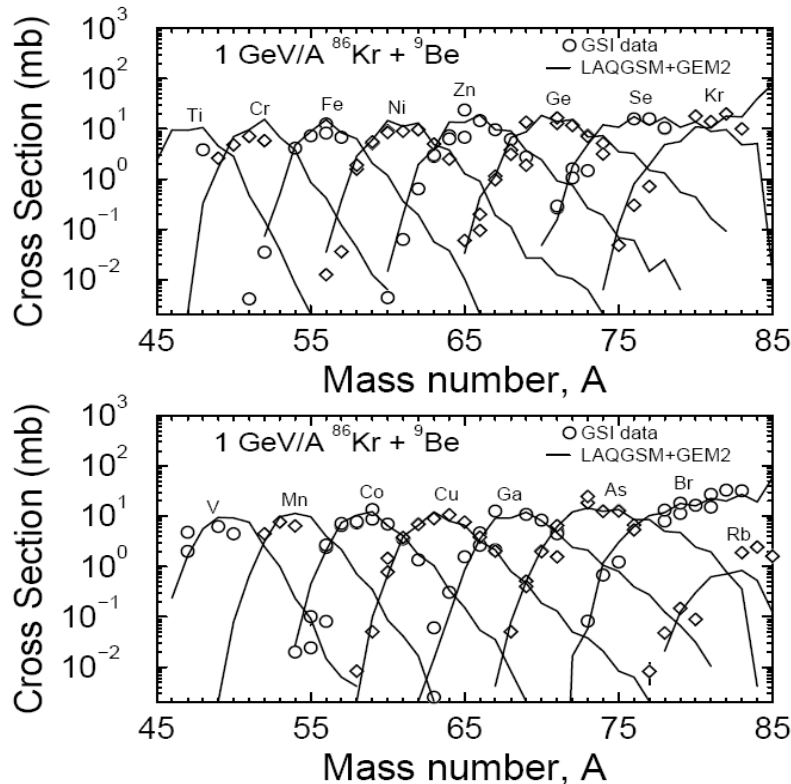 10³
10²
10¹
10⁰
10⁻¹
10⁻²
Cross Section (mb)
1 GeV/A ⁸⁶Kr + ⁹Be
GSI data
LAQGSM+GEM2
Ti Cr Fe Ni Zn Ge Se Kr
45 55 65 75 85
Mass number, A
10³
10²
10¹
10⁰
10⁻¹
10⁻²
Cross Section (mb)
1 GeV/A ⁸⁶Kr + ⁹Be
GSI data
LAQGSM+GEM2
V Mn Co Cu Ga As Br Rb
45 55 65 75 85
Mass number, A